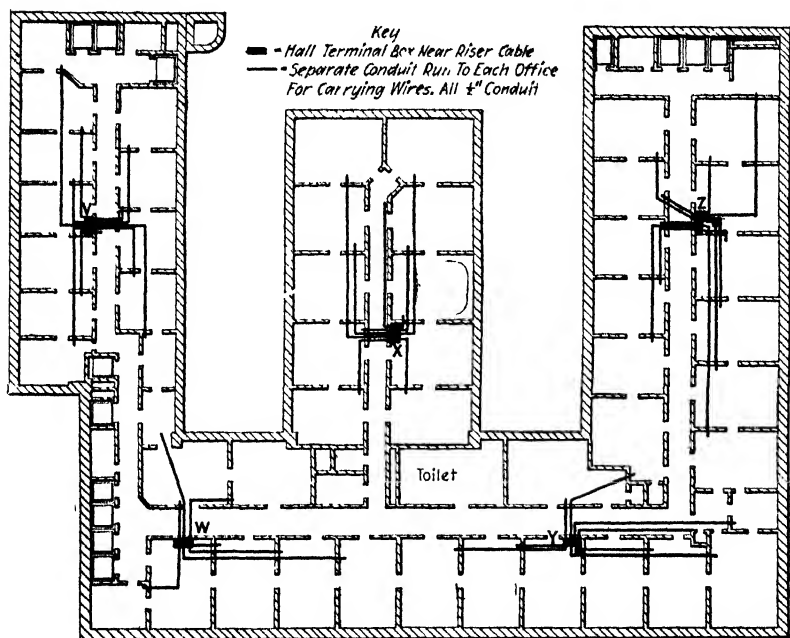 Key
= Hall Terminal Box Near Riser Cable
= Separate Conduit Run To Each Office
For Carrying Wires. All ½" Conduit
V
Z
X
Toilet
W
Y